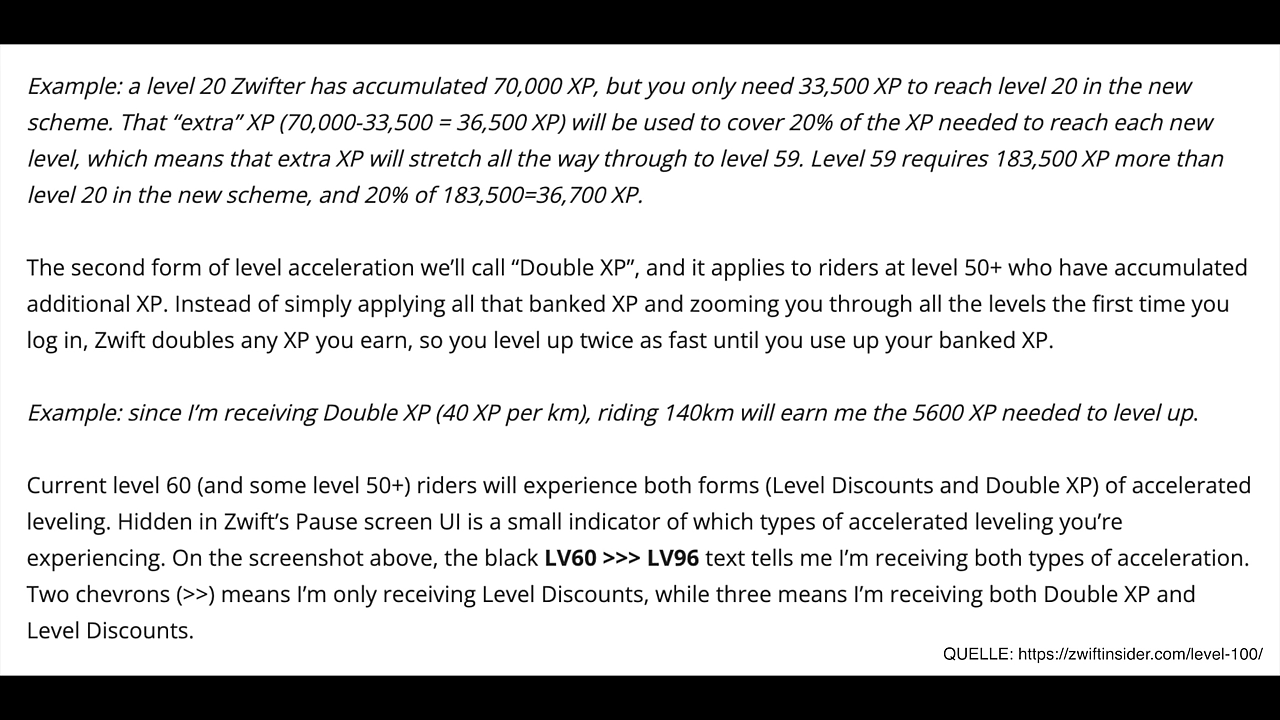 Example: a level 20 Zwifter has accumulated 70,000 XP, but you only need 33,500 XP to reach level 20 in the new
scheme. That “extra” XP (70,000-33,500 = 36,500 XP) will be used to cover 20% of the XP needed to reach each new
level, which means that extra XP will stretch all the way through to level 59. Level 59 requires 183,500 XP more than
level 20 in the new scheme, and 20% of 183,500=36,700 XP.
The second form of level acceleration we’ll call “Double XP”, and it applies to riders at level 50+ who have accumulated
additional XP. Instead of simply applying all that banked XP and zooming you through all the levels the first time you
log in, Zwift doubles any XP you earn, so you level up twice as fast until you use up your banked XP.
Example: since I’m receiving Double XP (40 XP per km), riding 140km will earn me the 5600 XP needed to level up.
Current level 60 (and some level 50+) riders will experience both forms (Level Discounts and Double XP) of accelerated
leveling. Hidden in Zwift’s Pause screen UI is a small indicator of which types of accelerated leveling you’re
experiencing. On the screenshot above, the black LV60 >>> LV96 text tells me I’m receiving both types of acceleration.
Two chevrons (>>) means I’m only receiving Level Discounts, while three means I’m receiving both Double XP and
Level Discounts.
QUELLE: https://zwiftinsider.com/level-100/